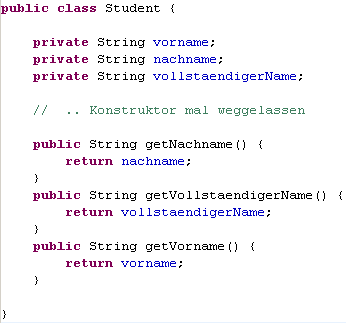 public class Student {
private String vorname;
private String nachname;
private String vollstaendigerName;
// .. Konstruktor mal weggelassen
public String getNachname() {
return nachname;
}
public String getVollstaendigerName() {
return vollstaendigerName;
}
public String getVorname() {
return vorname;
}
}